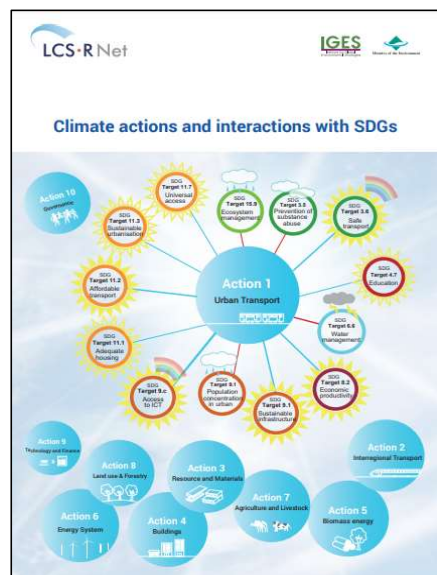 LCS·R Net
IGES
Ministry of the Environment
Climate actions and interactions with SDGs
Action 10
Governance
SDG
Target 11.7
Universal
access
SDG
Target 15.9
Ecosystem
management
SDG
Target 3.5
Prevention of
substance
abuse
SDG
Target 3.6
Safe
transport
SDG
Target 11.3
Sustainable
urbanisation
SDG
Target 4.7
Education
SDG
Target 11.2
Affordable
transport
Action 1
Urban Transport
SDG
Target 6.6
Water
management
SDG
Target 11.1
Adequate
housing
SDG
Target 9.c
Access
to ICT
SDG
Target 9.1
Population
concentration
in urban
SDG
Target 9.1
Sustainable
infrastructure
SDG
Target 8.2
Economic
productivity
Action 9
Technology and Finance
Action 8
Land use & Forestry
Action 3
Resource and Materials
Action 2
Interregional Transport
Action 6
Energy System
Action 4
Buildings
Action 7
Agriculture and Livestock
Action 5
Biomass energy